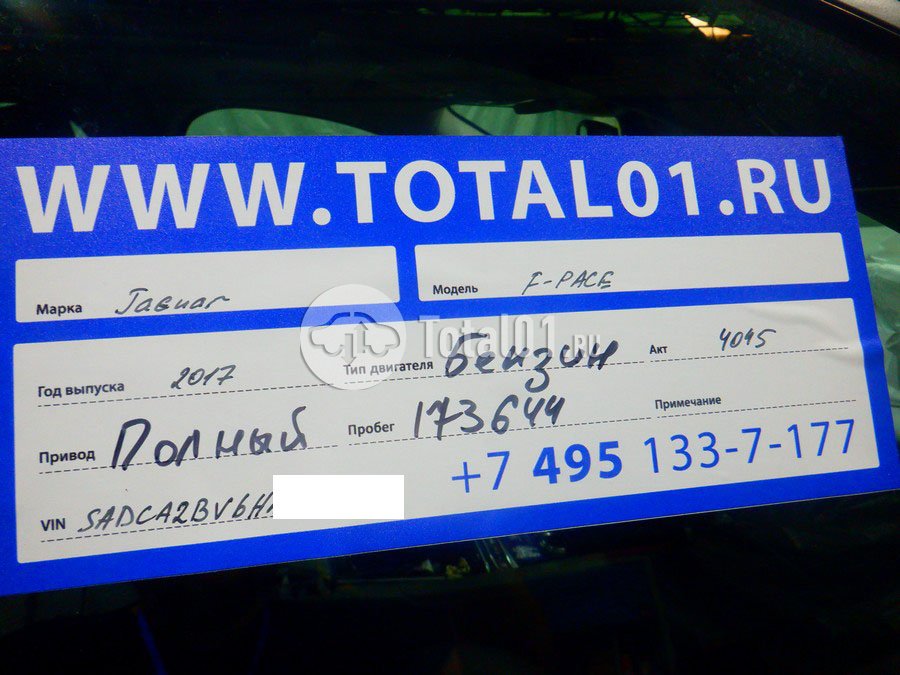 WWW.TOTAL01.RU
Марка Jaguar Модель F-PACE
Total01.RU
Год выпуска 2017 Тип двигателя Бензин Акт 4045
Привод Полный Пробег 173644 Примечание
+7 495 133-7-177
VIN SADCA2BV6H